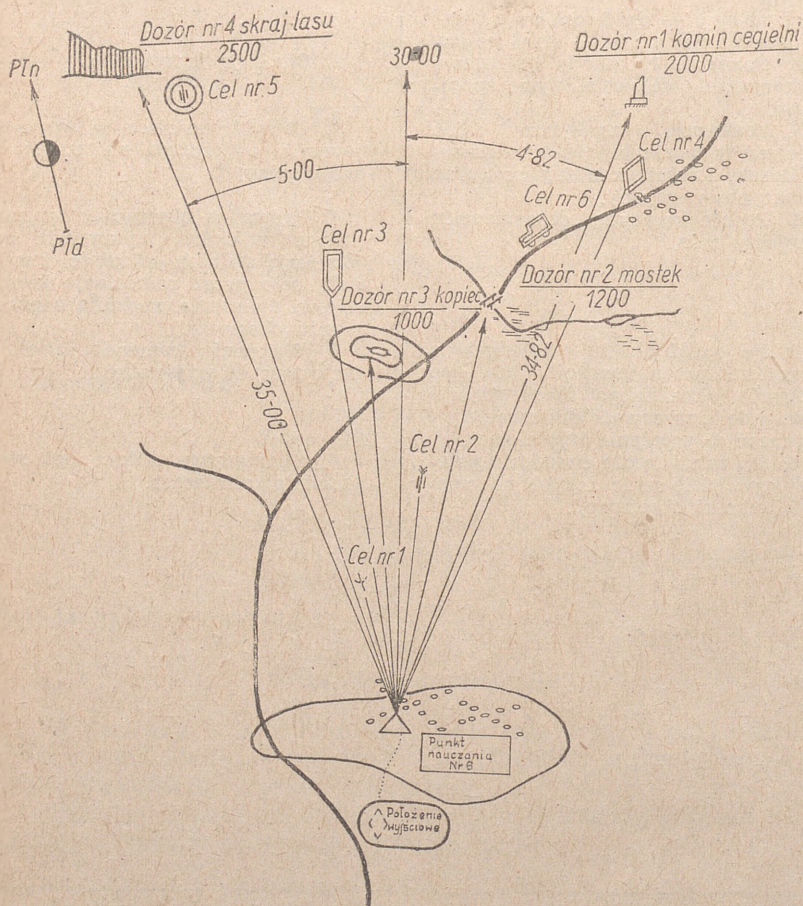 Dozór nr 4 skraj lasu
2500
Płn
Cel nr 5
30-00
Dozór nr 1 komin cegielni
2000
5-00
4-82
Cel nr 4
Płd
Cel nr 3
Cel nr 6
Dozór nr 3 kopiec
1000
Dozór nr 2 mostek
1200
35-00
34-82
Cel nr 2
Cel nr 1
Punkt
nauczania
Nr 8
Położenie
wyjściowe